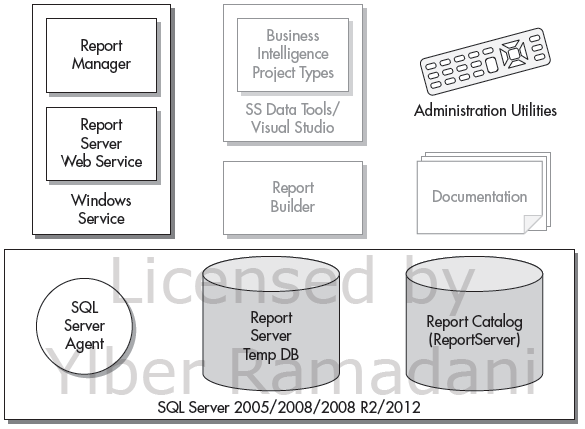 Report
Manager
Report
Server
Web Service
Windows
Service
Business
Intelligence
Project Types
SS Data Tools/
Visual Studio
Report
Builder
Administration Utilities
Documentation
Licensed by
Yiber Ramadani
SQL
Server
Agent
Report
Server
Temp DB
Report Catalog
(ReportServer)
SQL Server 2005/2008/2008 R2/2012